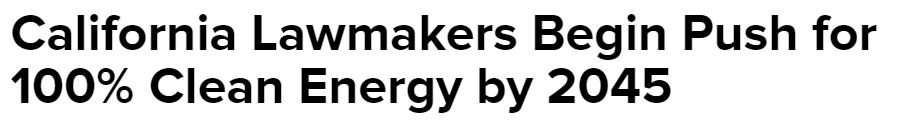 California Lawmakers Begin Push for
100% Clean Energy by 2045